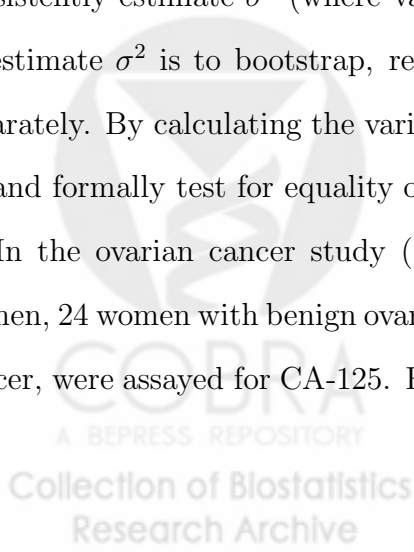 sistently estimate σ² (where va
estimate σ² is to bootstrap, re
arately. By calculating the vari
and formally test for equality o
In the ovarian cancer study (
men, 24 women with benign ovar
cer, were assayed for CA-125. H
COBRA
A BEPRESS REPOSITORY
Collection of Biostatistics
Research Archive